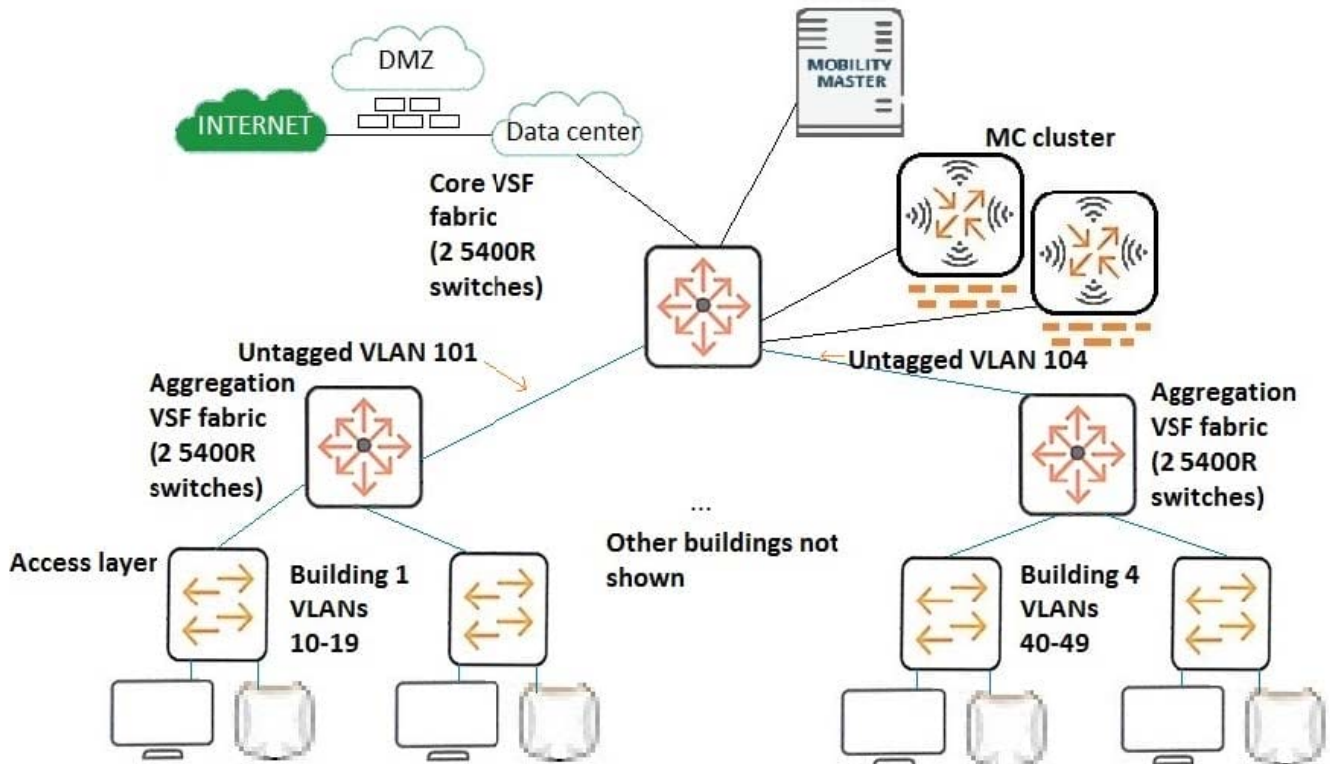 DMZ
INTERNET
Data center
MOBILITY
MASTER
MC cluster
Core VSF
fabric
(2 5400R
switches)
Untagged VLAN 101
Untagged VLAN 104
Aggregation
VSF fabric
(2 5400R
switches)
Aggregation
VSF fabric
(2 5400R
switches)
...
Other buildings not
shown
Access layer
Building 1
VLANs
10-19
Building 4
VLANs
40-49